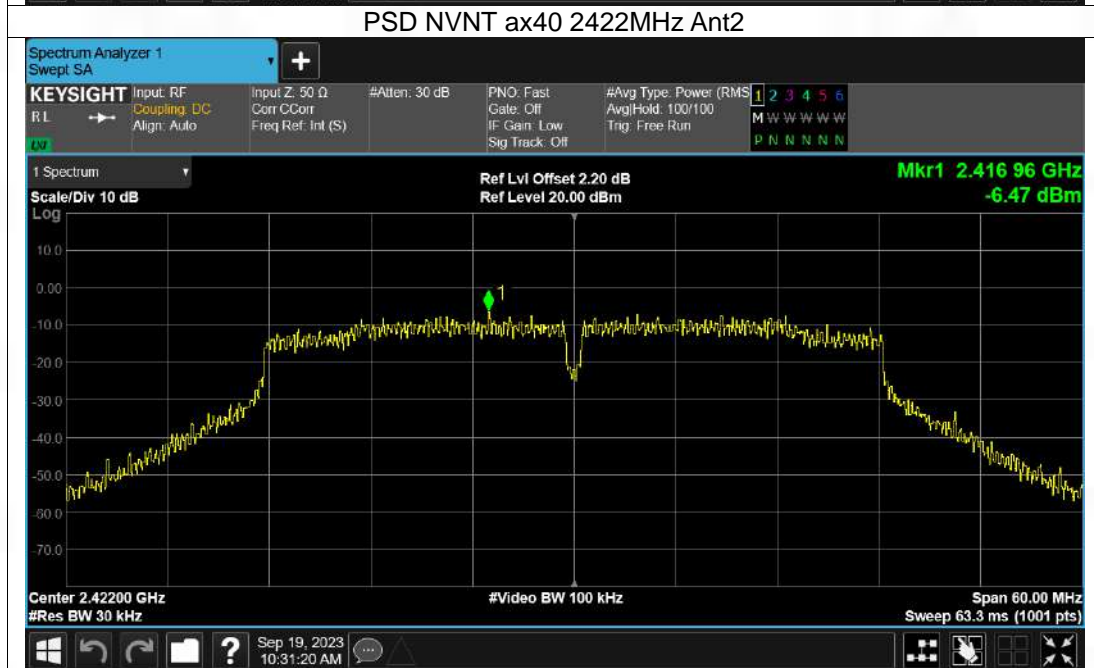 PSD NVNT ax40 2422MHz Ant2
Spectrum Analyzer 1
Swept SA
+
KEYSIGHT Input: RF Input Z: 50 Ω #Atten: 30 dB PNO: Fast #Avg Type: Power (RMS 1 2 3 4 5 6
RL Coupling: DC Corr CCorr Gate: Off Avg|Hold: 100/100 M W W W W W
Align: Auto Freq Ref: Int (S) IF Gain: Low Trig: Free Run
LXI Sig Track: Off P N N N N N
1 Spectrum Ref Lvl Offset 2.20 dB Mkr1 2.416 96 GHz
Scale/Div 10 dB Ref Level 20.00 dBm -6.47 dBm
Log
10.0
0.00
1
-10.0
-20.0
-30.0
-40.0
-50.0
-60.0
-70.0
Center 2.42200 GHz #Video BW 100 kHz Span 60.00 MHz
#Res BW 30 kHz Sweep 63.3 ms (1001 pts)
? Sep 19, 2023
10:31:20 AM